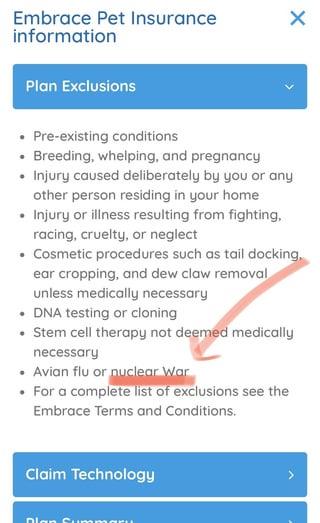 Embrace Pet Insurance
information
Plan Exclusions
Pre-existing conditions
Breeding, whelping, and pregnancy
Injury caused deliberately by you or any
other person residing in your home
Injury or illness resulting from fighting,
racing, cruelty, or neglect
Cosmetic procedures such as tail docking,
ear cropping, and dew claw removal
unless medically necessary
DNA testing or cloning
Stem cell therapy not deemed medically
necessary
Avian flu or nuclear War
For a complete list of exclusions see the
Embrace Terms and Conditions.
Claim Technology
Plan Summary